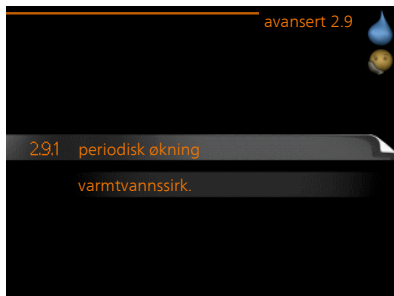 avansert 2.9
2.9.1 periodisk økning
varmtvannssirk.